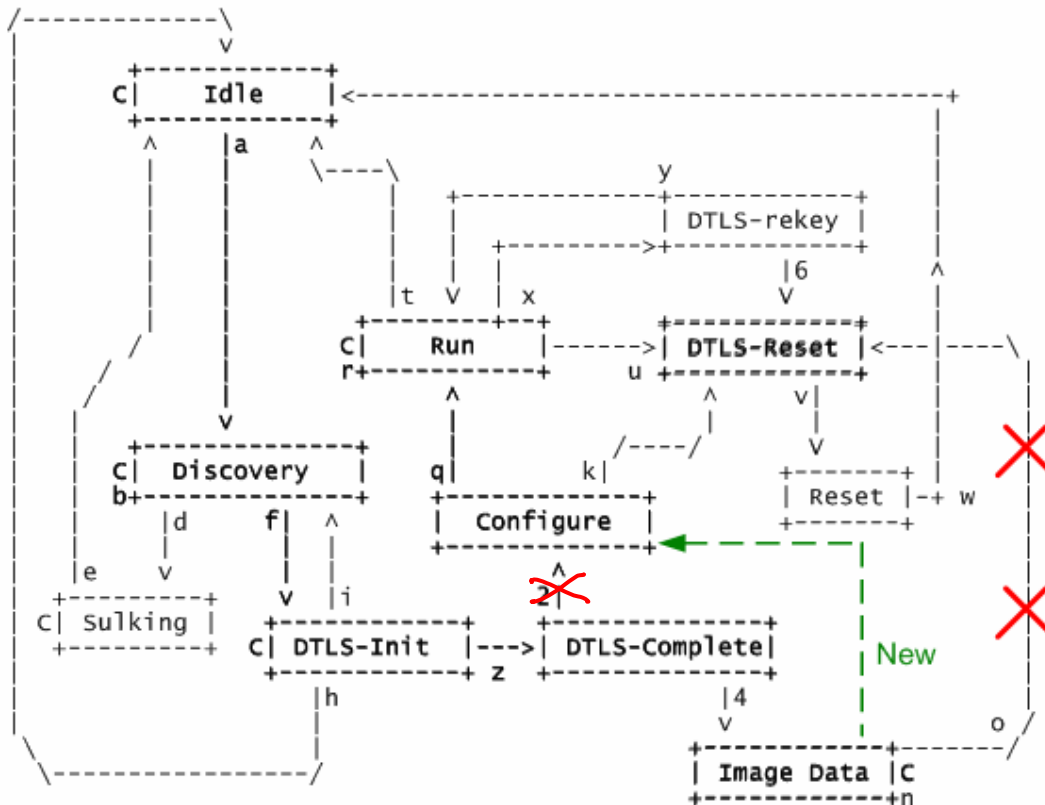 C Idle
a
y
DTLS-rekey
6
t x
C Run DTLS-Reset
r u
v
C Discovery q k
b Configure Reset w
d f
e i 2
C Sulking
C DTLS-Init DTLS-Complete New
z
h 4
o
Image Data C
n